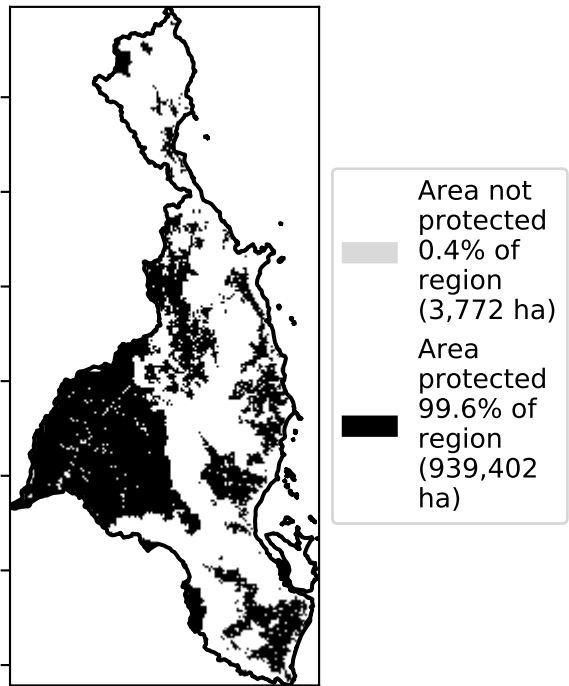 Area not
protected
0.4% of
region
(3,772 ha)
Area
protected
99.6% of
region
(939,402
ha)